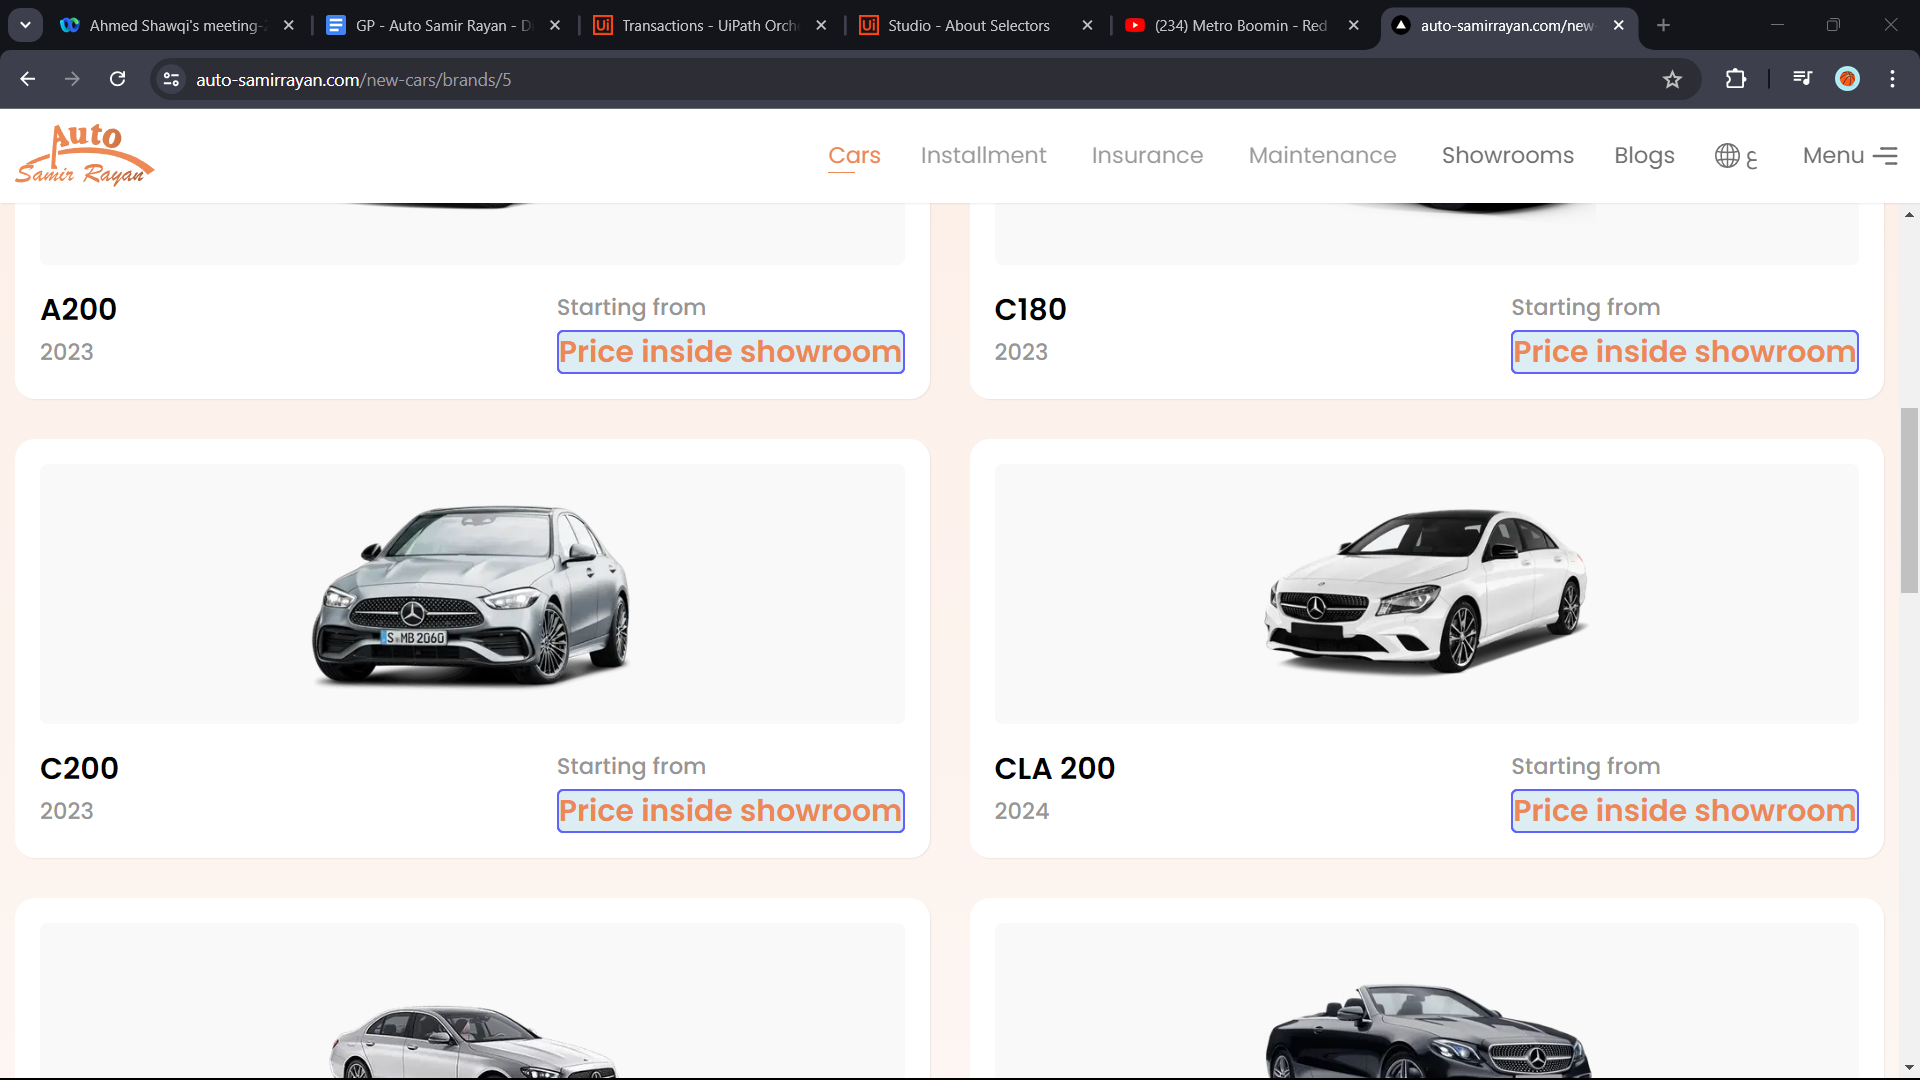 Ahmed Shawqi's meeting-
GP - Auto Samir Rayan - D
Transactions - UiPath Orch
Studio - About Selectors
(234) Metro Boomin - Red
auto-samirrayan.com/new-
auto-samirrayan.com/new-cars/brands/5
Auto
Samir Rayan
Cars
Installment
Insurance
Maintenance
Showrooms
Blogs
ع
Menu
A200
Starting from
2023
Price inside showroom
C180
Starting from
2023
Price inside showroom
S MB 2060
C200
Starting from
2023
Price inside showroom
CLA 200
Starting from
2024
Price inside showroom